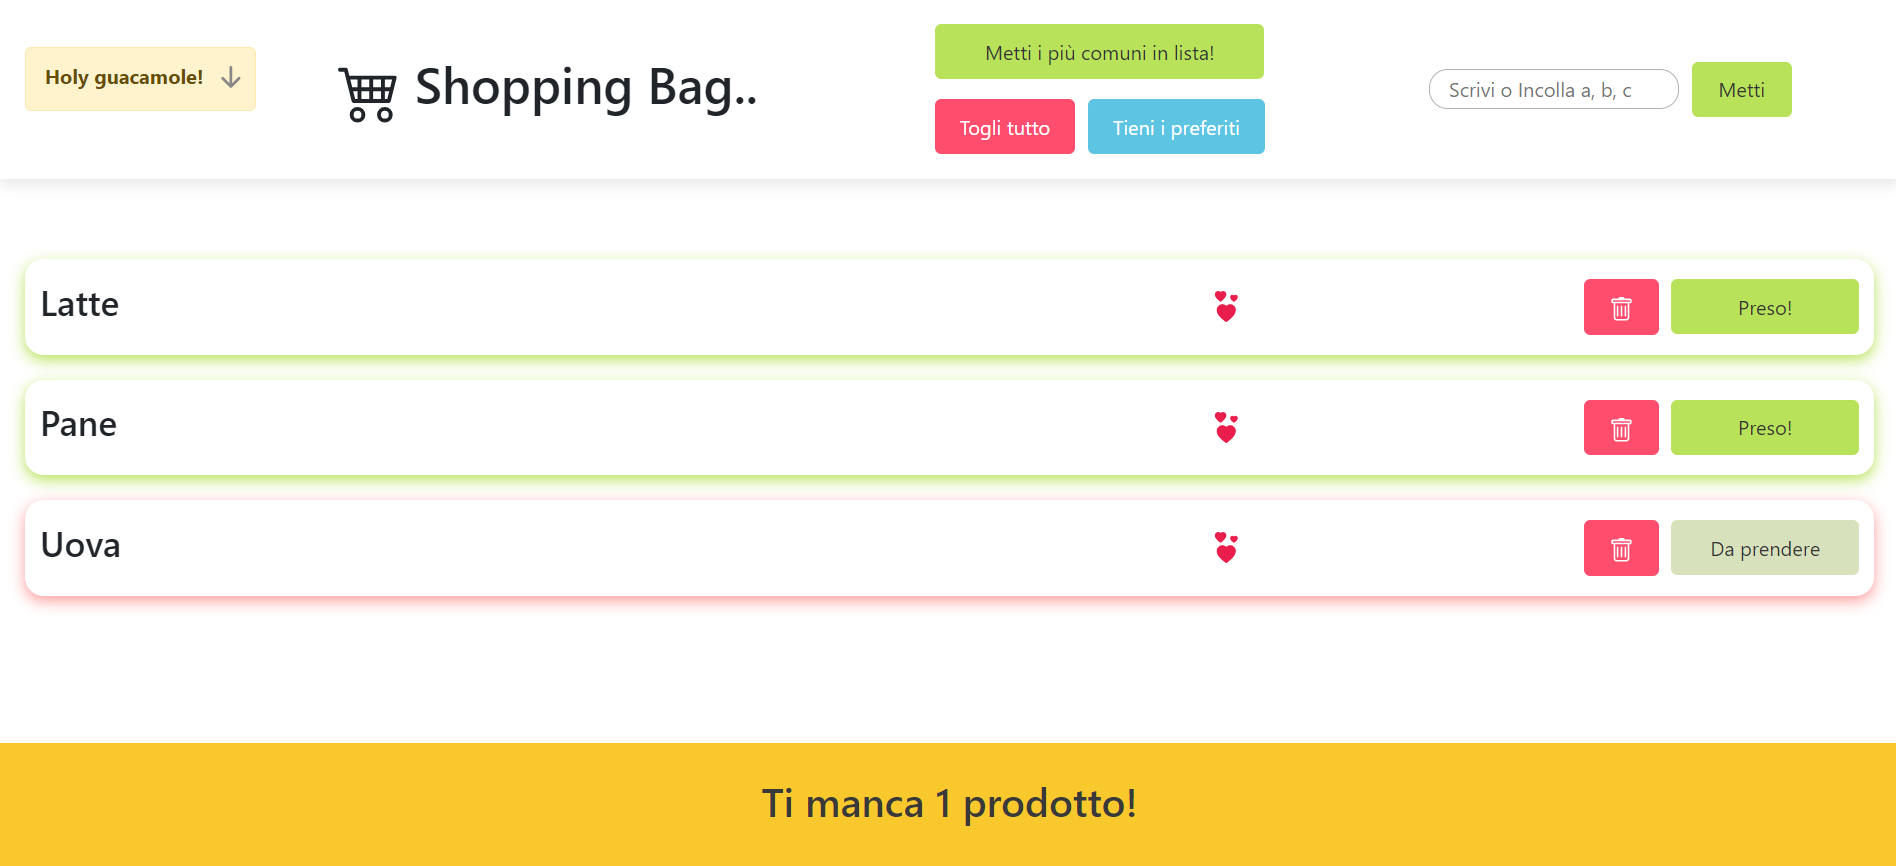 Holy guacamole!
Shopping Bag..
Metti i più comuni in lista!
Togli tutto
Tieni i preferiti
Scrivi o Incolla a, b, c
Metti
Latte
Preso!
Pane
Preso!
Uova
Da prendere
Ti manca 1 prodotto!